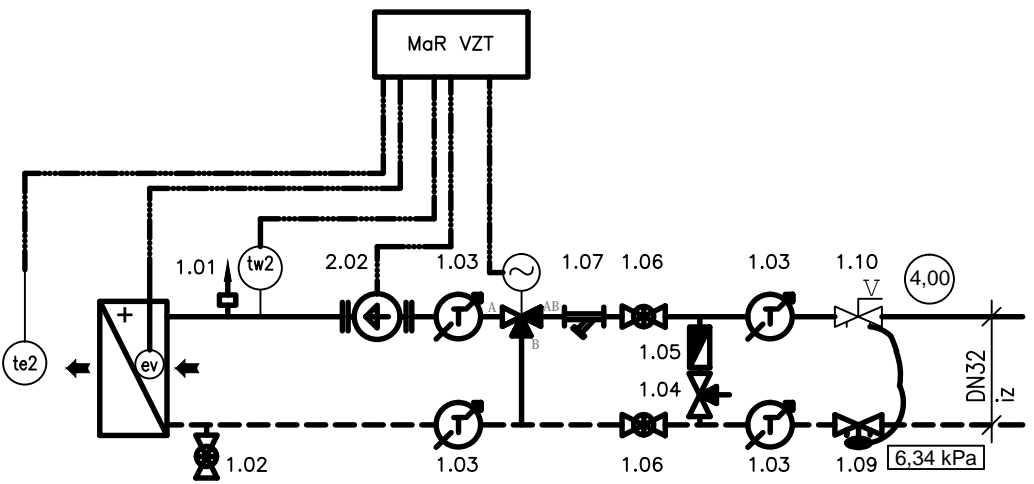 MaR VZT
1.01
tw2
2.02
1.03
1.07
1.06
1.03
1.10
4,00
V
A
AB
B
+
T
T
te2
ev
1.05
1.04
DN32
iz
T
T
1.02
1.03
1.06
1.03
1.09
6,34 kPa